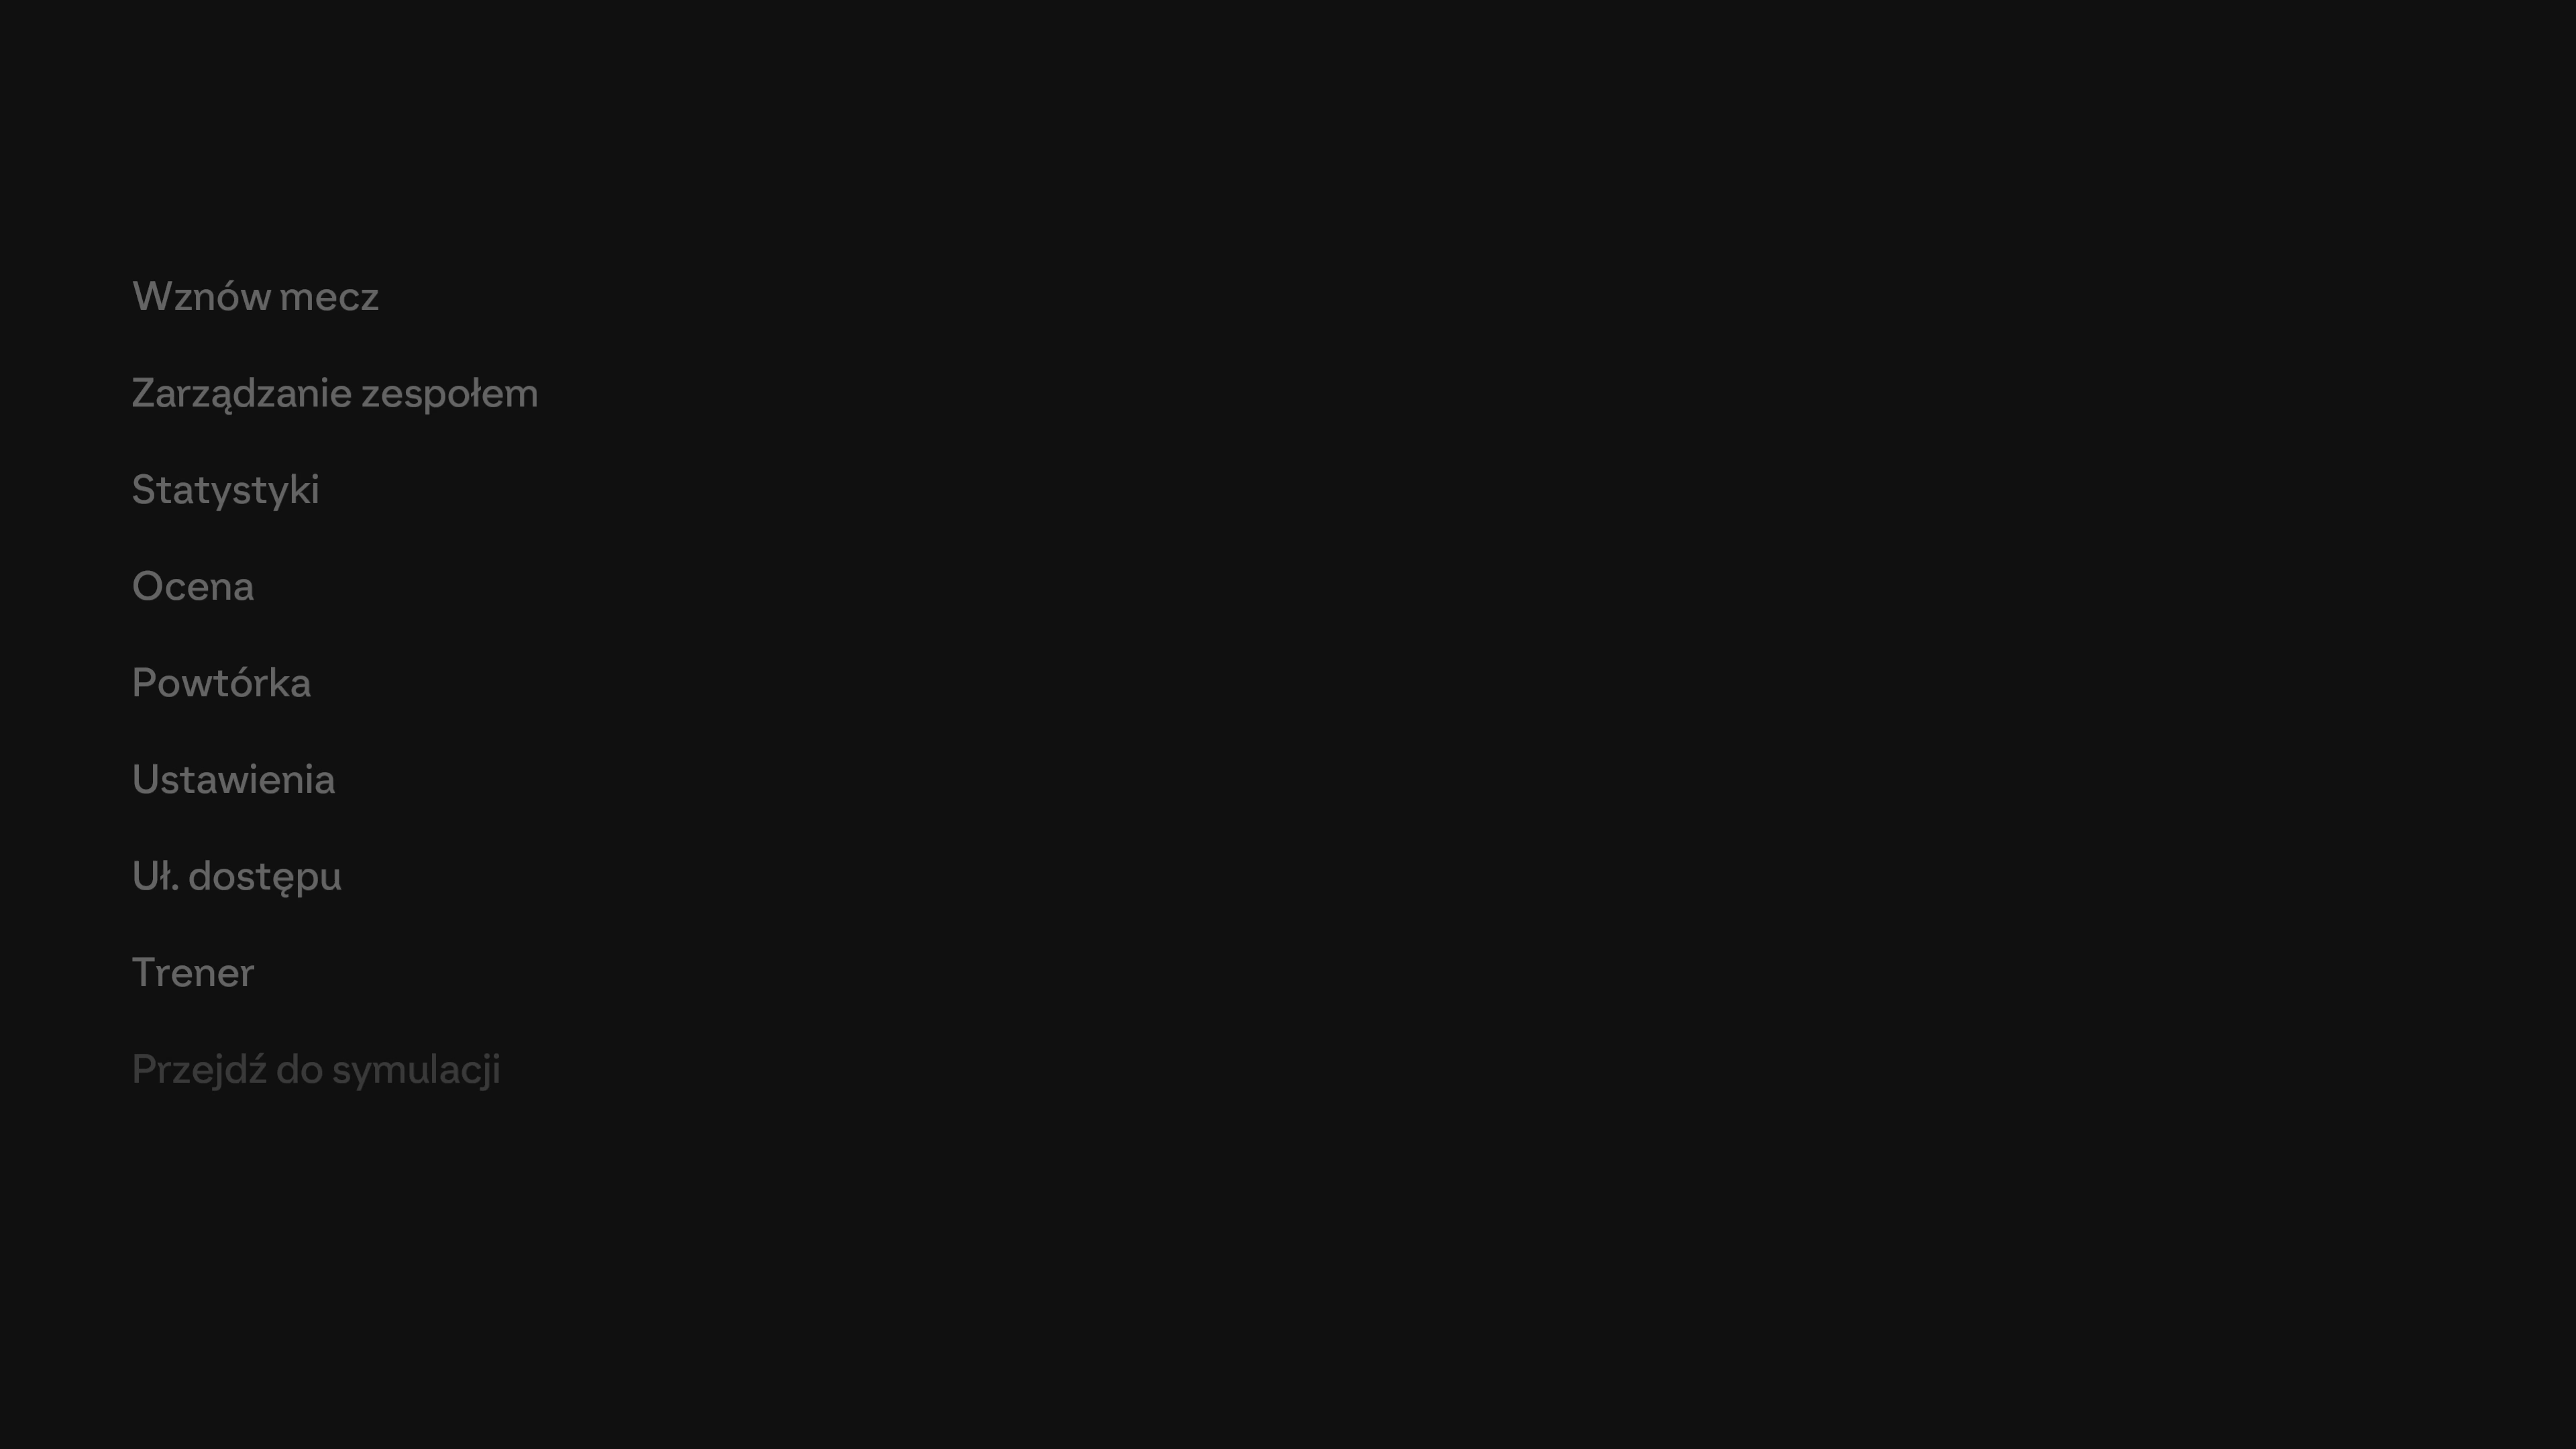 Wznów mecz
Zarządzanie zespołem
Statystyki
Ocena
Powtórka
Ustawienia
Uł. dostępu
Trener
Przejdź do symulacji